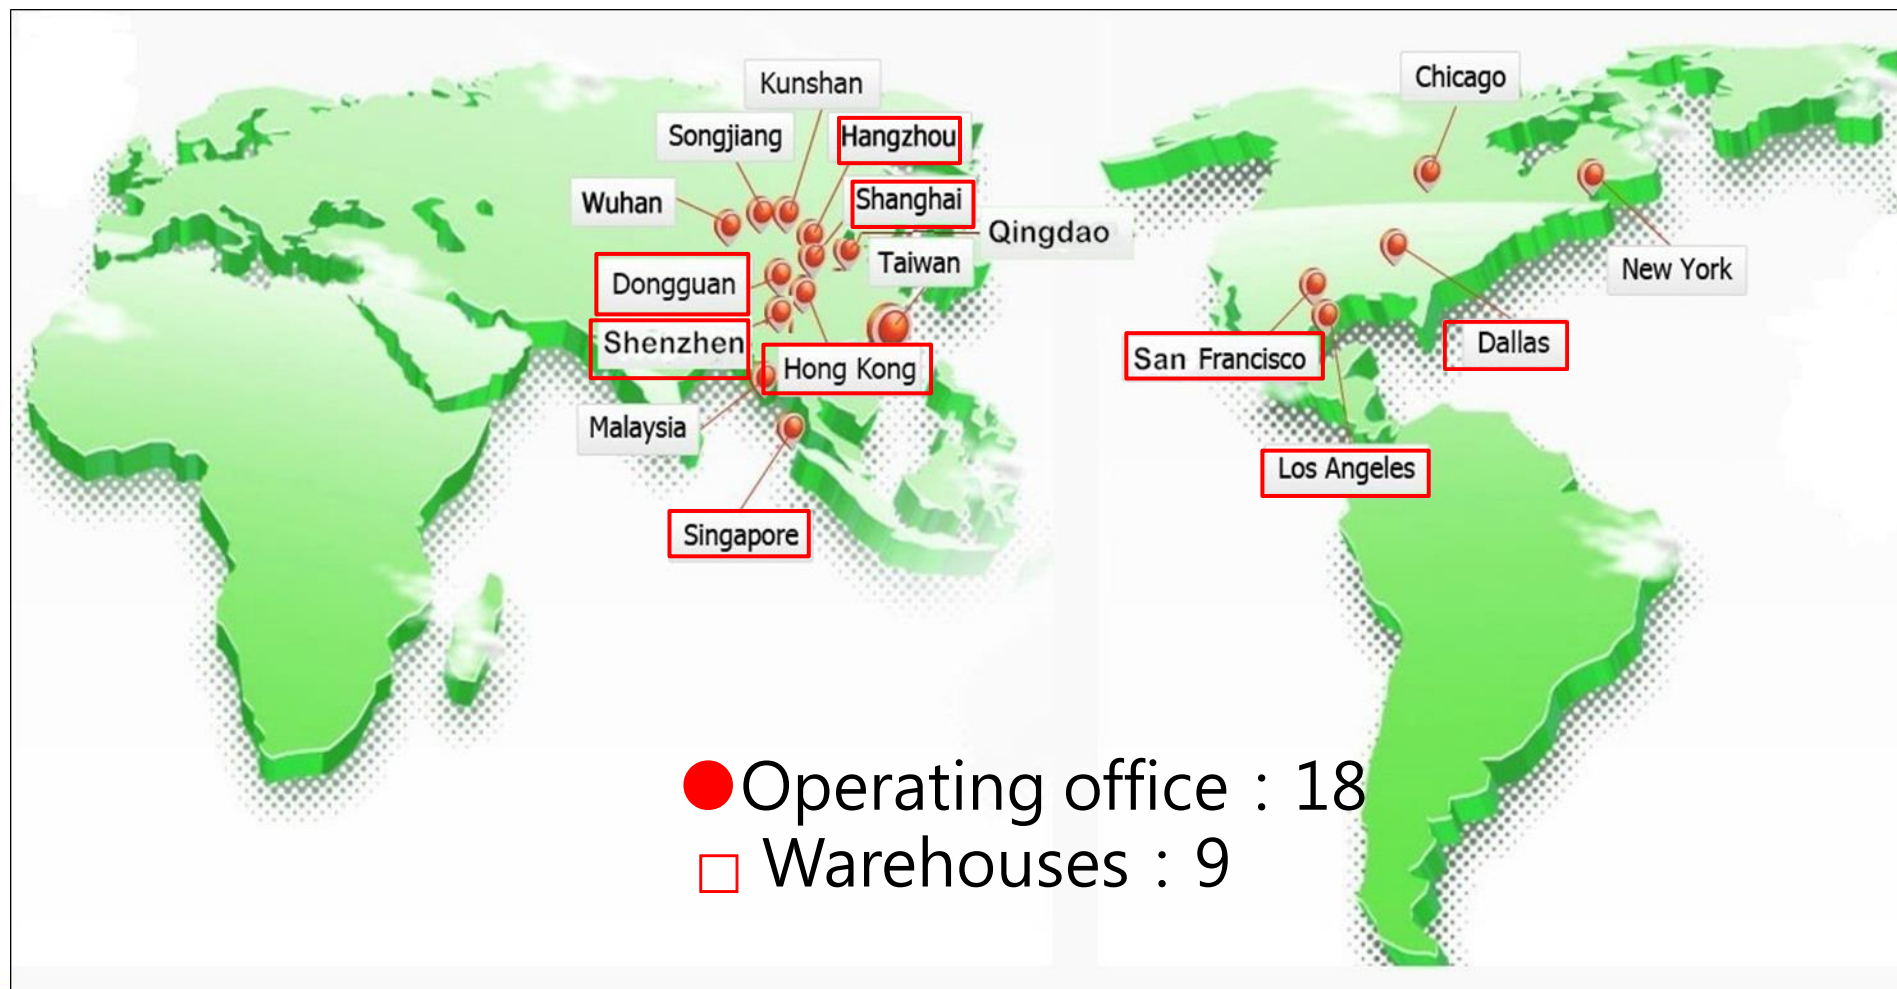 Kunshan
Chicago
Songjiang
Hangzhou
Wuhan
Shanghai
Qingdao
Taiwan
New York
Dongguan
Shenzhen
Hong Kong
San Francisco
Dallas
Malaysia
Los Angeles
Singapore
Operating office : 18
Warehouses : 9